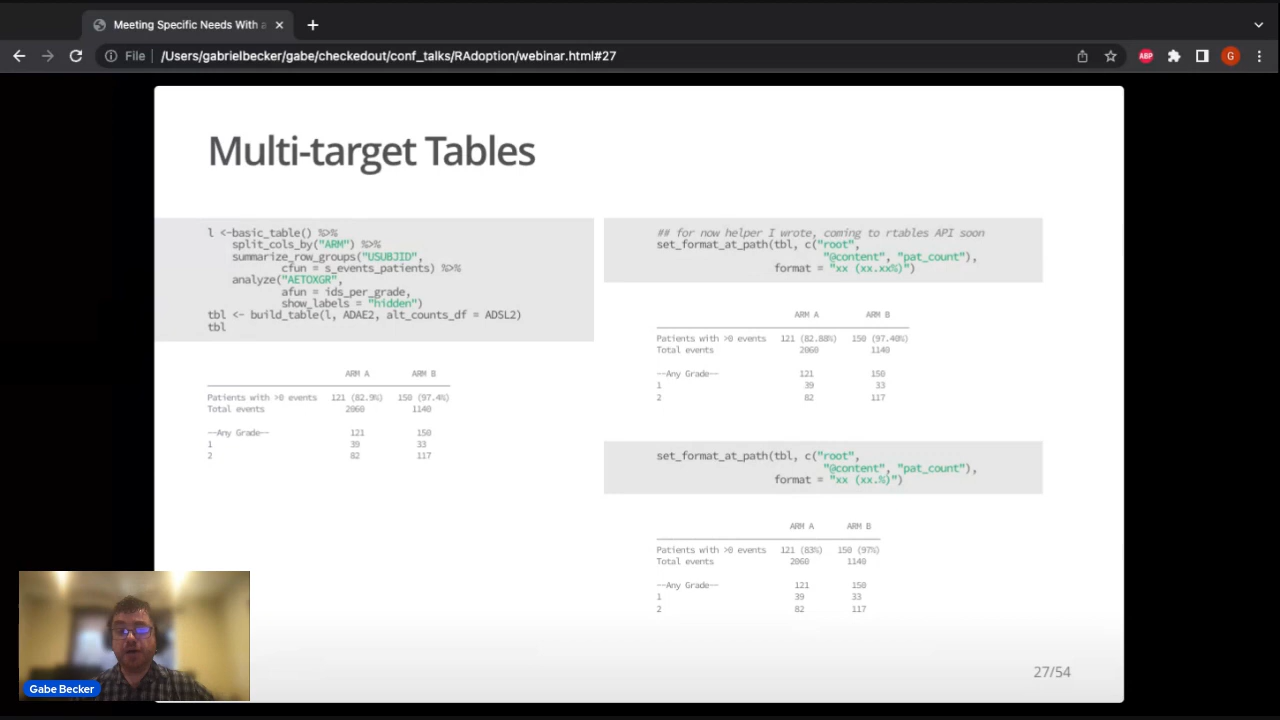 Meeting Specific Needs With a
File
/Users/gabrielbecker/gabe/checkedout/conf_talks/RAdoption/webinar.html#27
ABP
G
Multi-target Tables
l <-basic_table() %>%
split_cols_by("ARM") %>%
summarize_row_groups("USUBJID",
cfun = s_events_patients) %>%
analyze("AETOXGR",
afun = ids_per_grade,
show_labels = "hidden")
tbl <- build_table(l, ADAE2, alt_counts_df = ADSL2)
tbl
ARM A ARM B
Patients with >0 events 121 (82.9%) 150 (97.4%)
Total events 2060 1140
--Any Grade-- 121 150
1 39 33
2 82 117
## for now helper I wrote, coming to rtables API soon
set_format_at_path(tbl, c("root",
"@content", "pat_count"),
format = "xx (xx.xx%)")
ARM A ARM B
Patients with >0 events 121 (82.88%) 150 (97.40%)
Total events 2060 1140
--Any Grade-- 121 150
1 39 33
2 82 117
set_format_at_path(tbl, c("root",
"@content", "pat_count"),
format = "xx (xx.%)")
ARM A ARM B
Patients with >0 events 121 (83%) 150 (97%)
Total events 2060 1140
--Any Grade-- 121 150
1 39 33
2 82 117
Gabe Becker
27/54